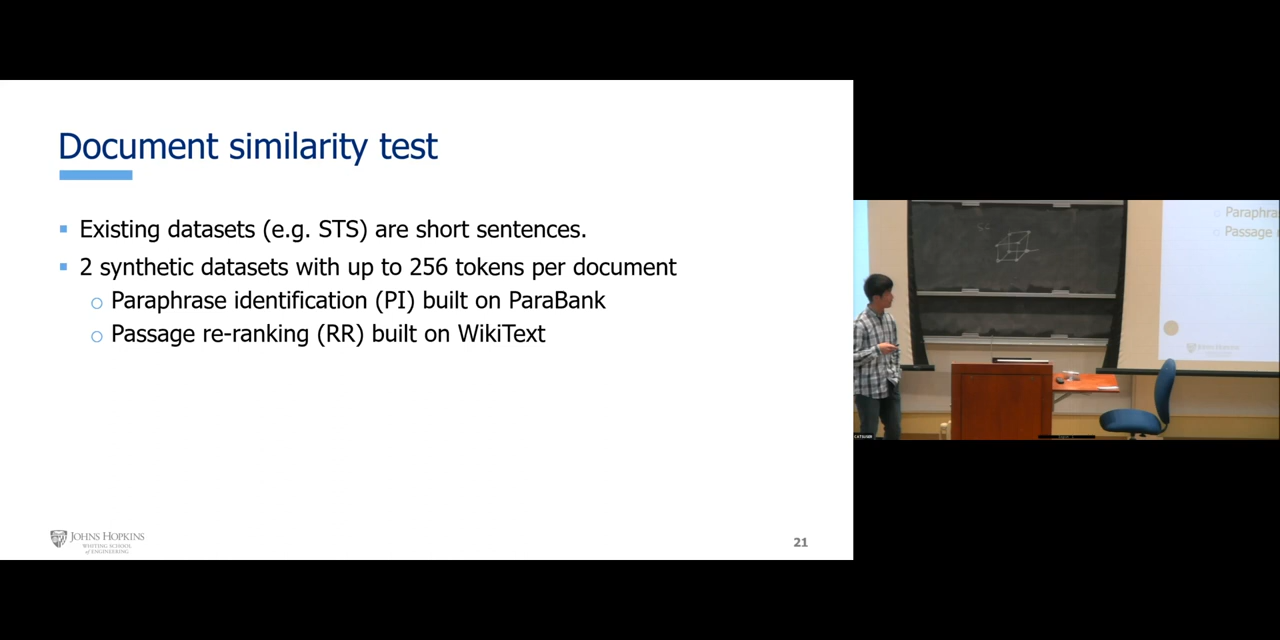 Document similarity test
Existing datasets (e.g. STS) are short sentences.
2 synthetic datasets with up to 256 tokens per document
Paraphrase identification (PI) built on ParaBank
Passage re-ranking (RR) built on WikiText
JOHNS HOPKINS
WHITING SCHOOL
of ENGINEERING
21
Paraphra
Passage
JOHNS HOPKINS